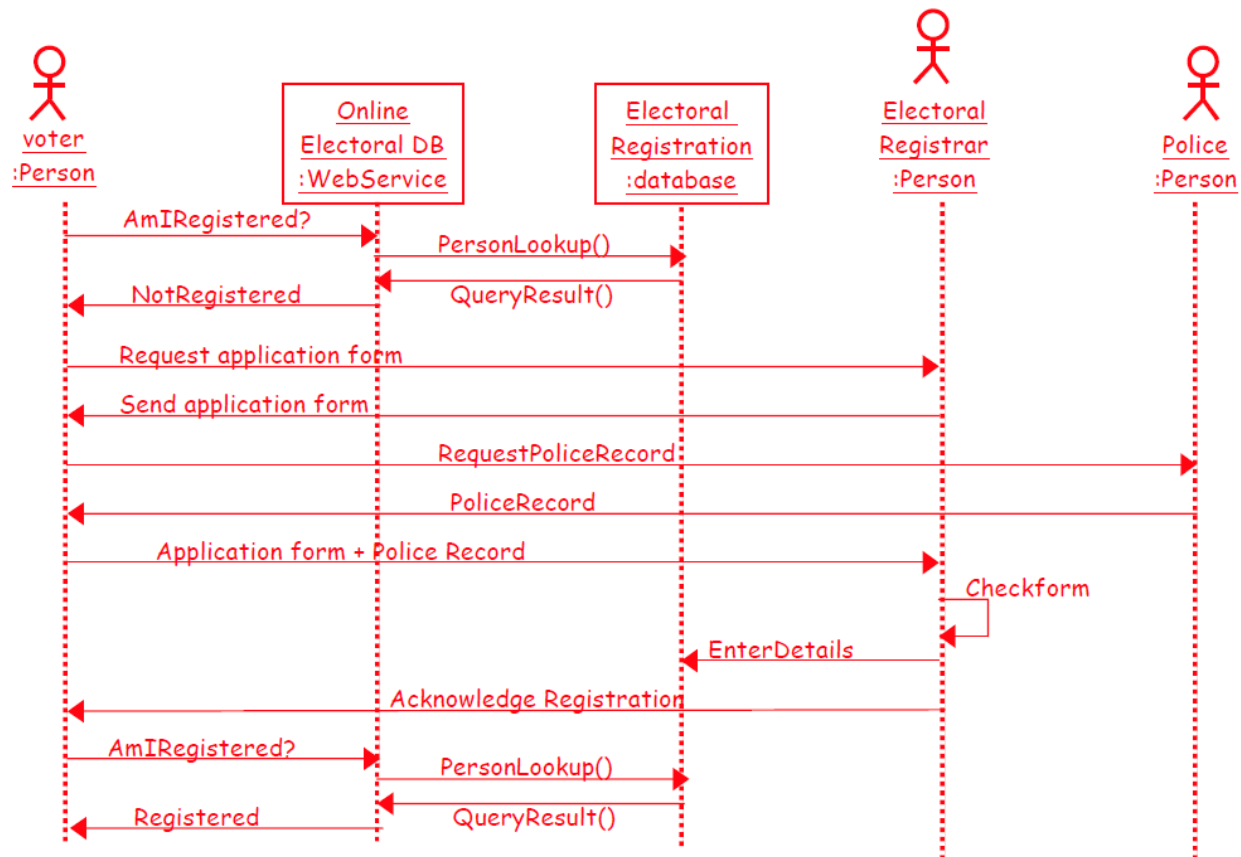 voter
:Person
Online
Electoral DB
:WebService
Electoral
Registration
:database
Electoral
Registrar
:Person
Police
:Person
AmIRegistered?
PersonLookup()
QueryResult()
NotRegistered
Request application form
Send application form
RequestPoliceRecord
PoliceRecord
Application form + Police Record
Checkform
EnterDetails
Acknowledge Registration
AmIRegistered?
PersonLookup()
QueryResult()
Registered